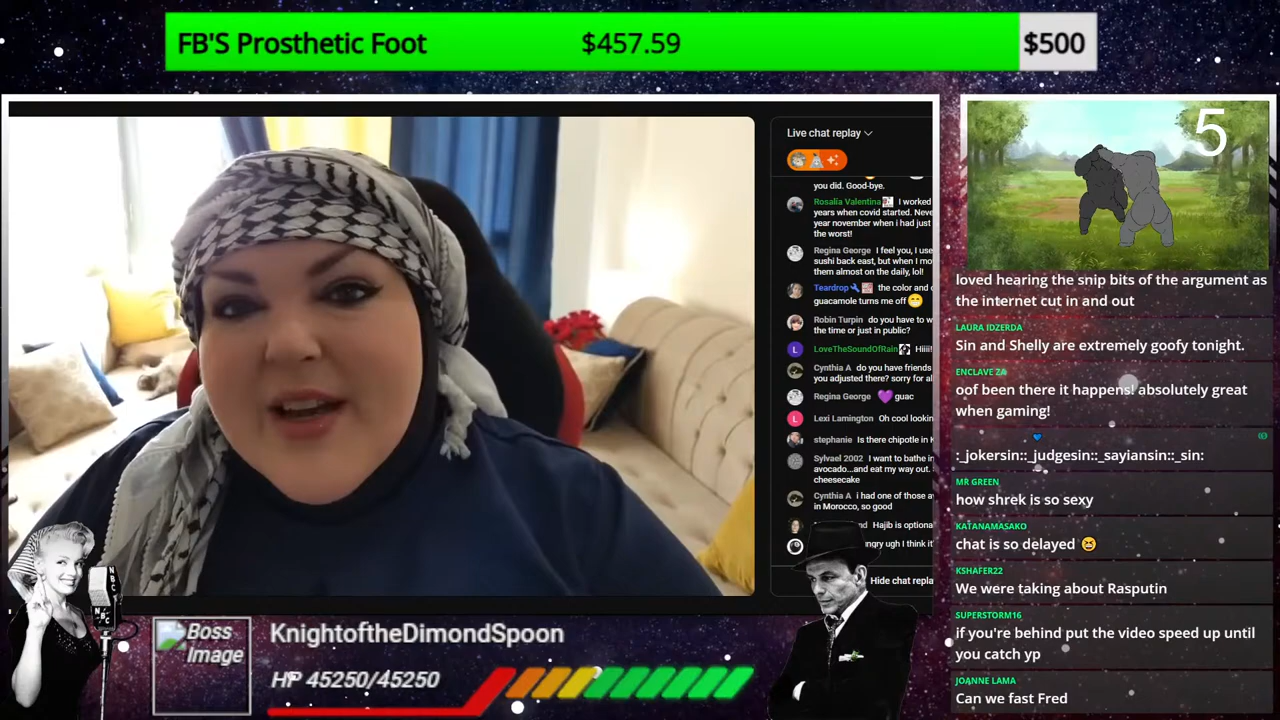 FB'S Prosthetic Foot
$457.59
$500
Live chat replay
you did. Good-bye.
Rosalía Valentina I worked
years when covid started. Neve
year november when i had just
the worst!
Regina George I feel you, I use
sushi back east, but when I mo
them almost on the daily, lol!
Teardrop the color and
guacamole turns me off 😁
Robin Turpin do you have to w
the time or just in public?
LoveTheSoundOfRain Hiii!
Cynthia A do you have friends
you adjusted there? sorry for al
Regina George 💜 guac
Lexi Lamington Oh cool lookin
stephanie Is there chipotle in K
Sylvael 2002 I want to bathe in
avocado...and eat my way out.
cheesecake
Cynthia A i had one of those av
in Morocco, so good
Hajib is optiona
ugh I think it
Hide chat repla
5
loved hearing the snip bits of the argument as
the internet cut in and out
LAURA IDZERDA
Sin and Shelly are extremely goofy tonight.
ENCLAVE ZA
oof been there it happens! absolutely great
when gaming!
:_jokersin::_judgesin::_sayiansin::_sin:
MR GREEN
how shrek is so sexy
KATANAMASAKO
chat is so delayed 😆
KSHAFER22
We were taking about Rasputin
SUPERSTORM16
if you're behind put the video speed up until
you catch yp
JOANNE LAMA
Can we fast Fred
NBC
NBC
Boss
Image
KnightoftheDimondSpoon
HP 45250/45250